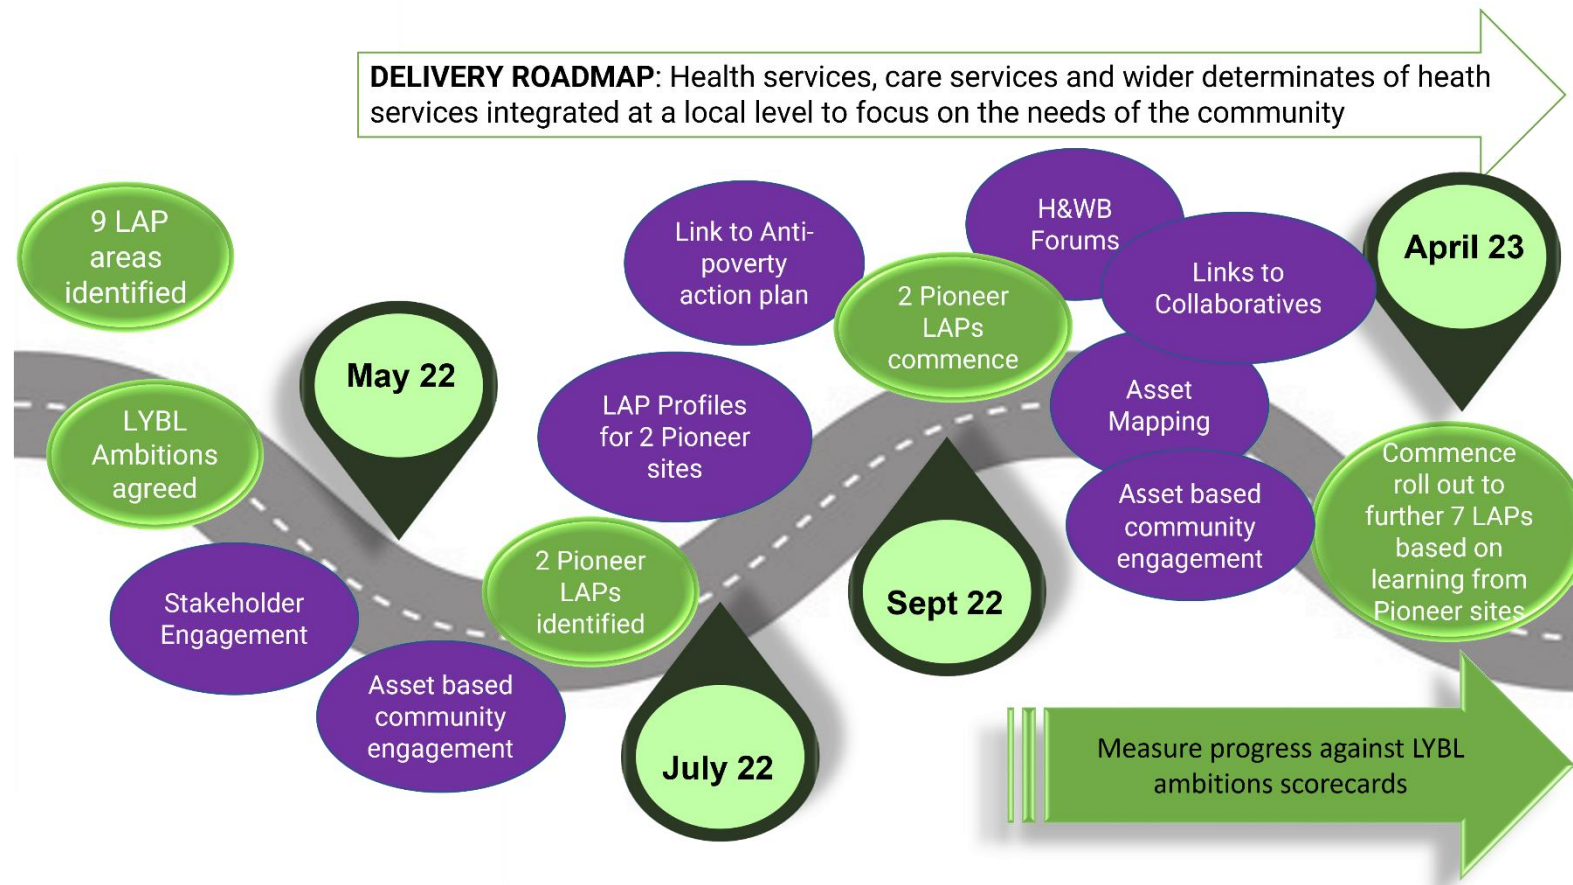 DELIVERY ROADMAP: Health services, care services and wider determinates of heath
services integrated at a local level to focus on the needs of the community
9 LAP
areas
identified
LYBL
Ambitions
agreed
May 22
Stakeholder
Engagement
Asset based
community
engagement
2 Pioneer
LAPs
identified
July 22
LAP Profiles
for 2 Pioneer
sites
Link to Anti-
poverty
action plan
2 Pioneer
LAPs
commence
Sept 22
H&WB
Forums
Links to
Collaboratives
Asset
Mapping
Asset based
community
engagement
April 23
Commence
roll out to
further 7 LAPs
based on
learning from
Pioneer sites
Measure progress against LYBL
ambitions scorecards